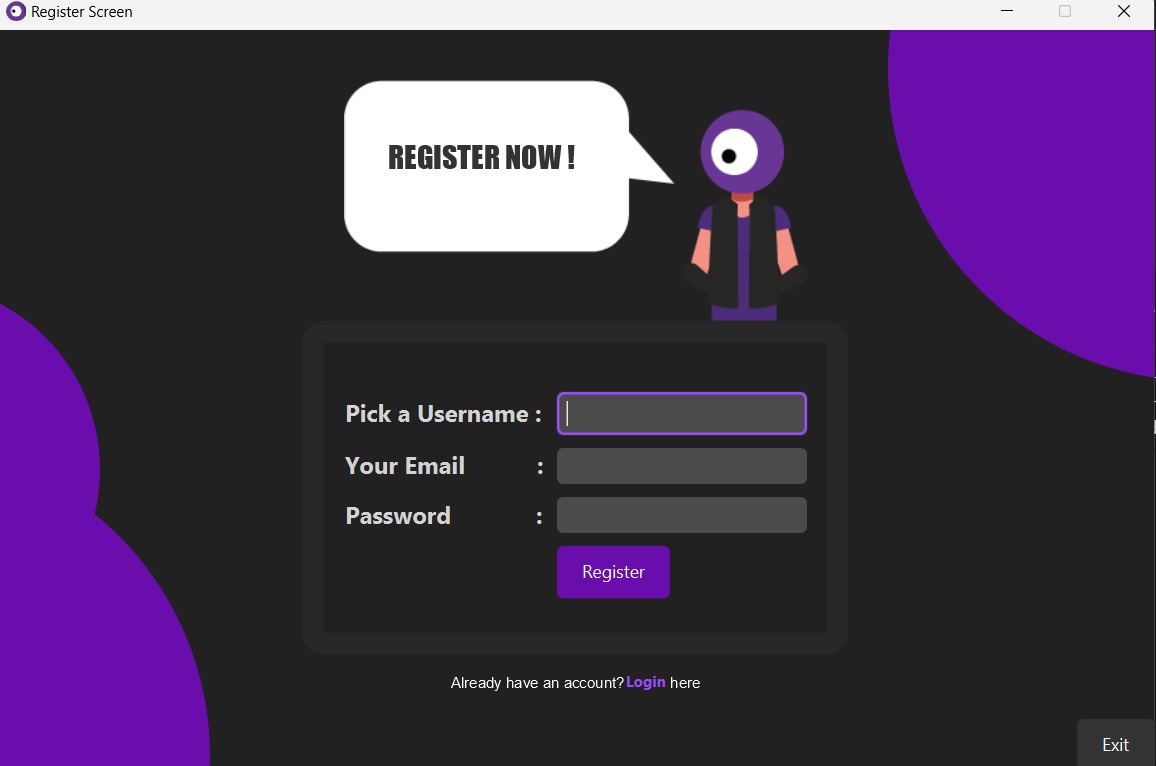 Register Screen
REGISTER NOW !
Pick a Username :
Your Email :
Password :
Register
Already have an account? Login here
Exit